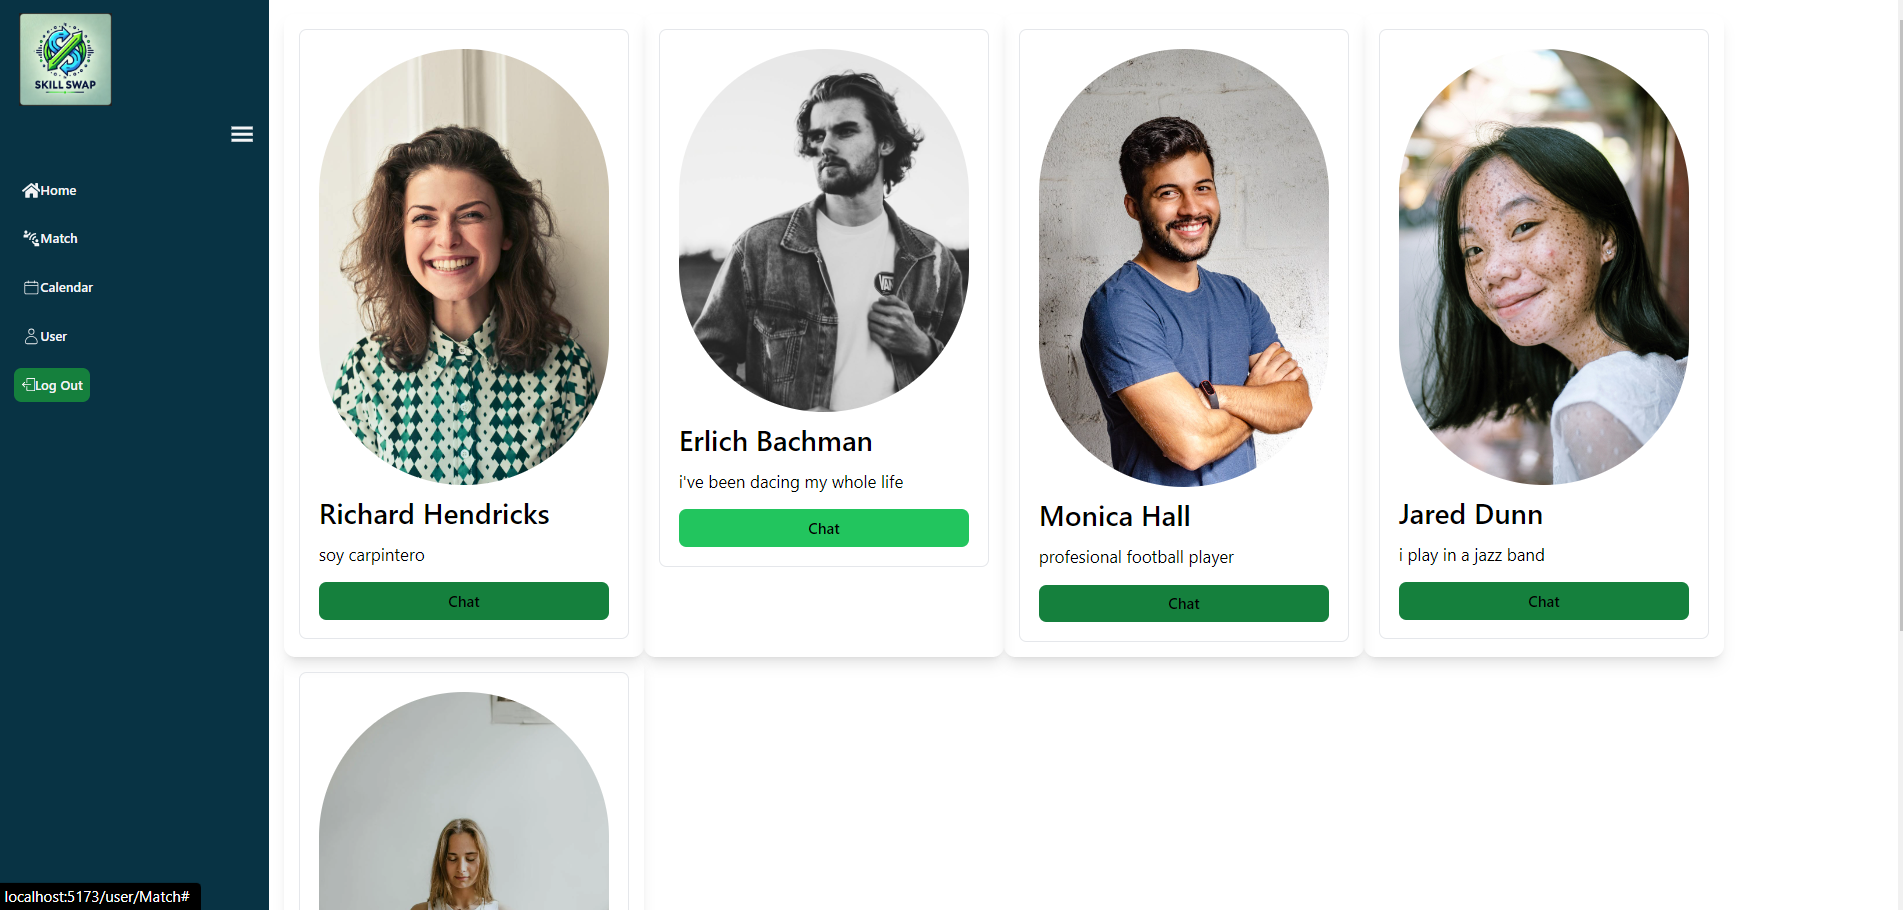 SKILL SWAP
Home
Match
Calendar
User
Log Out
Richard Hendricks
soy carpintero
Chat
VAN
Erlich Bachman
i've been dacing my whole life
Chat
Monica Hall
profesional football player
Chat
Jared Dunn
i play in a jazz band
Chat
localhost:5173/user/Match#